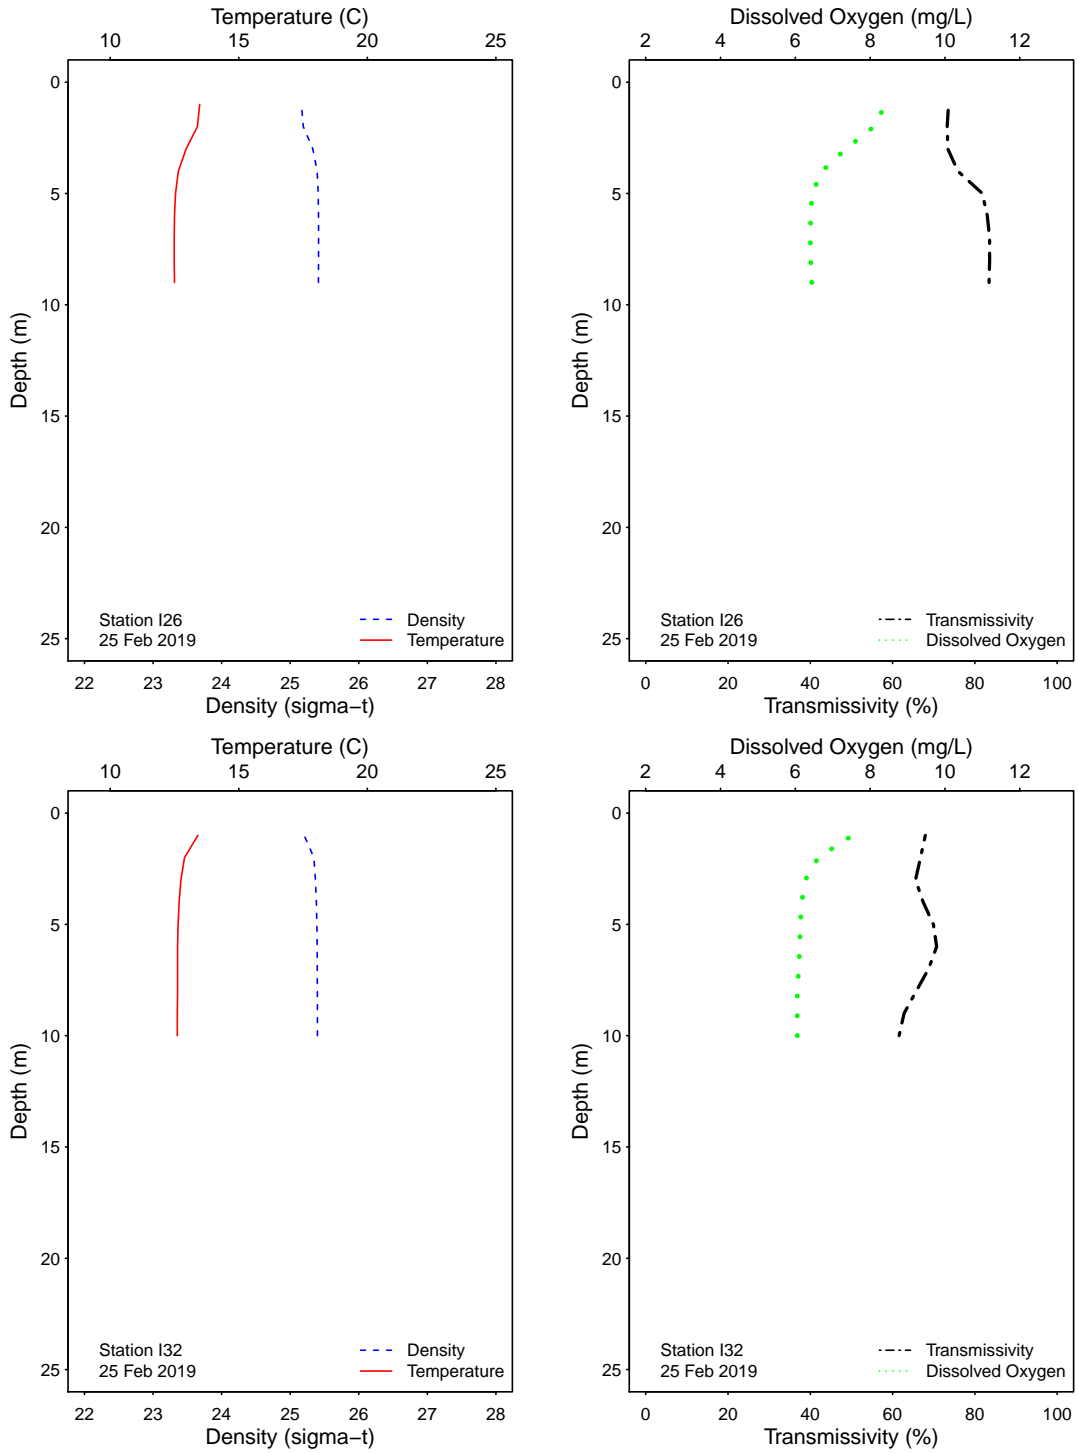 Temperature (C)
10 15 20 25
0
5
10
15
20
25
Depth (m)
Station I26
25 Feb 2019
Density
Temperature
22 23 24 25 26 27 28
Density (sigma−t)
Dissolved Oxygen (mg/L)
2 4 6 8 10 12
0
5
10
15
20
25
Depth (m)
Station I26
25 Feb 2019
Transmissivity
Dissolved Oxygen
0 20 40 60 80 100
Transmissivity (%)
Temperature (C)
10 15 20 25
0
5
10
15
20
25
Depth (m)
Station I32
25 Feb 2019
Density
Temperature
22 23 24 25 26 27 28
Density (sigma−t)
Dissolved Oxygen (mg/L)
2 4 6 8 10 12
0
5
10
15
20
25
Depth (m)
Station I32
25 Feb 2019
Transmissivity
Dissolved Oxygen
0 20 40 60 80 100
Transmissivity (%)